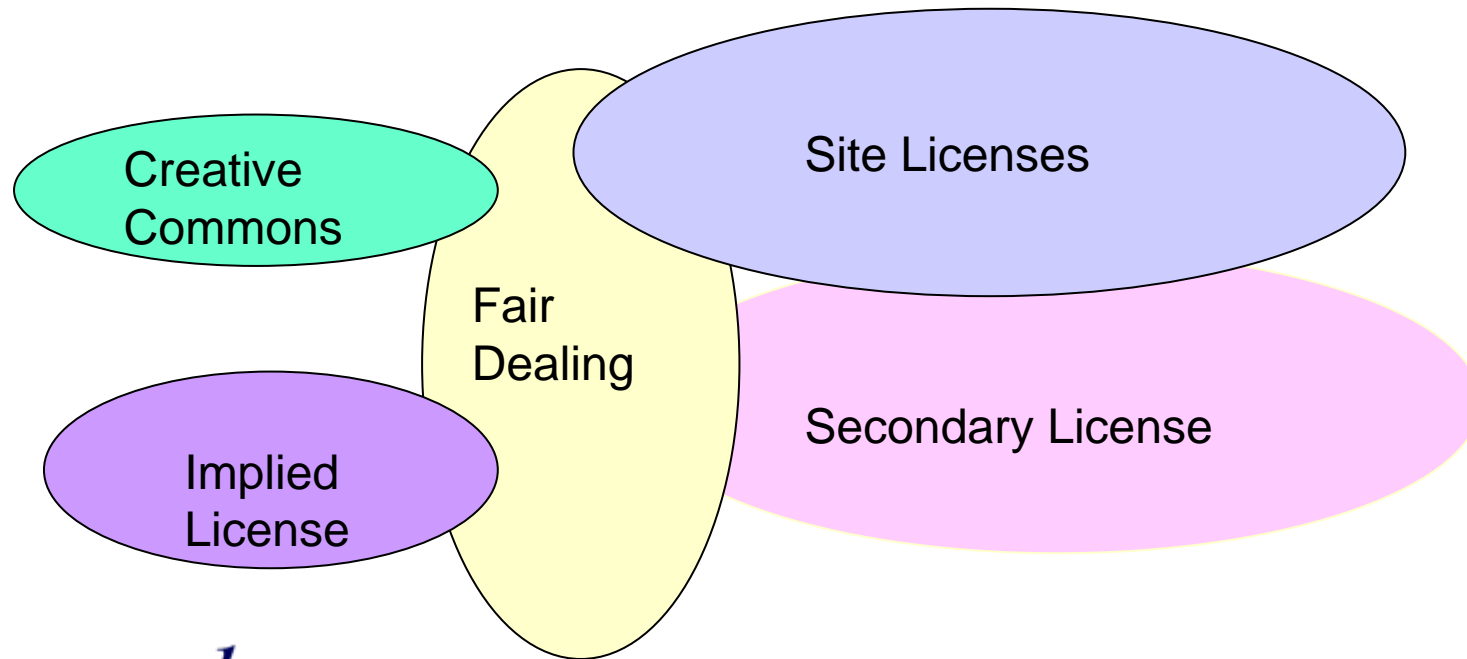 Creative
Commons
Site Licenses
Fair
Dealing
Secondary License
Implied
License